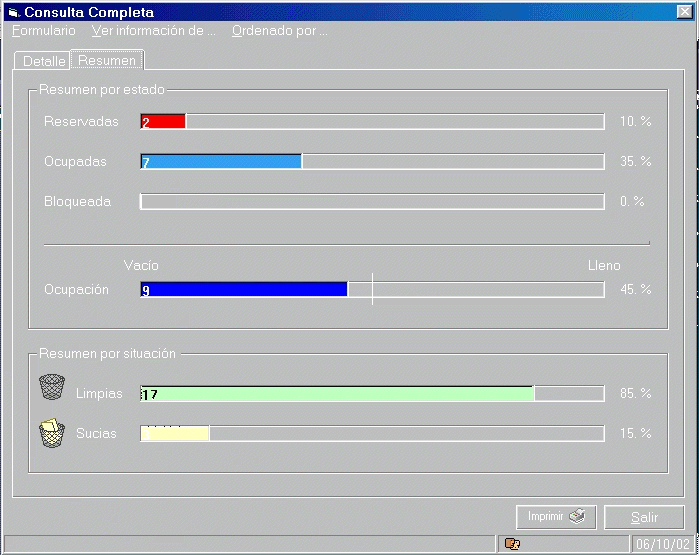 Consulta Completa
Formulario Ver información de ... Ordenado por ...
Detalle Resumen
Resumen por estado
Reservadas 2 10. %
Ocupadas 7 35. %
Bloqueada 0. %
Vacío Lleno
Ocupación 9 45. %
Resumen por situación
Limpias 17 85. %
Sucias 15. %
Imprimir Salir
06/10/02